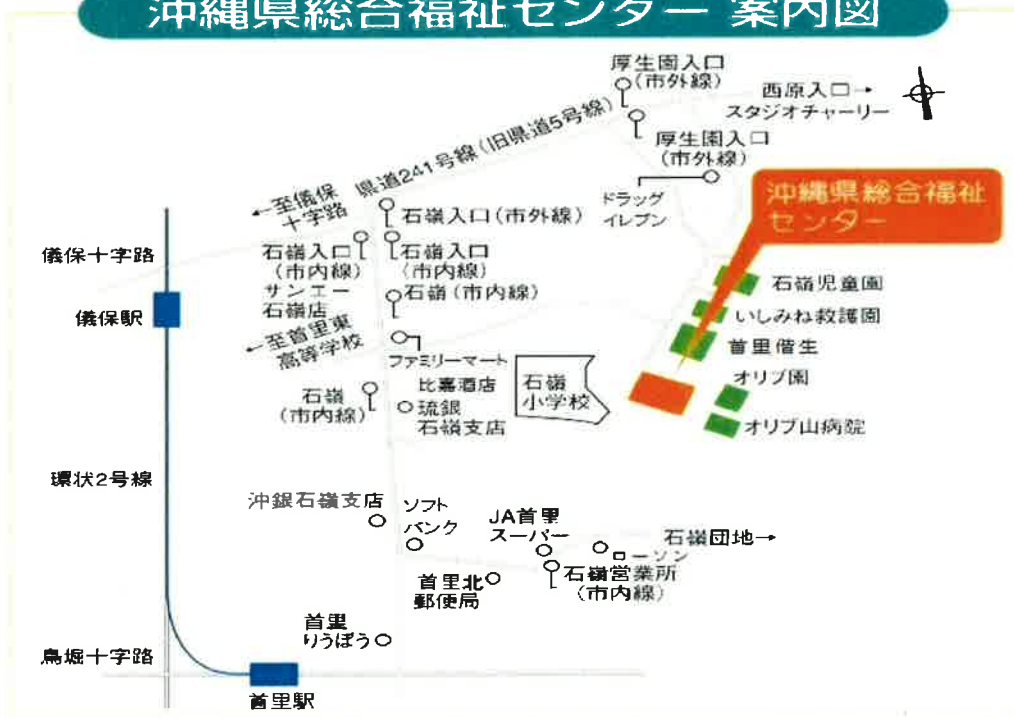 沖縄県総合福祉センター 案内図
厚生園入口
(市外線)
西原入口→
スタジオチャーリー
厚生園入口
(市外線)
県道241号線(旧県道5号線)
←至儀保
十字路
ドラッグ
イレブン
沖縄県総合福祉
センター
石嶺入口(市外線)
儀保十字路
石嶺入口
(市内線)
石嶺入口
(市内線)
サンエー
石嶺店
石嶺(市内線)
石嶺児童園
儀保駅
いしみね救護園
←至首里東
高等学校
首里偕生
ファミリーマート
オリブ園
石嶺
(市内線)
比嘉酒店
琉銀
石嶺支店
石嶺
小学校
オリブ山病院
環状2号線
沖銀石嶺支店
ソフト
バンク
JA首里
スーパー
石嶺団地→
ローソン
首里北
郵便局
石嶺営業所
(市内線)
首里
りうぼう
鳥堀十字路
首里駅